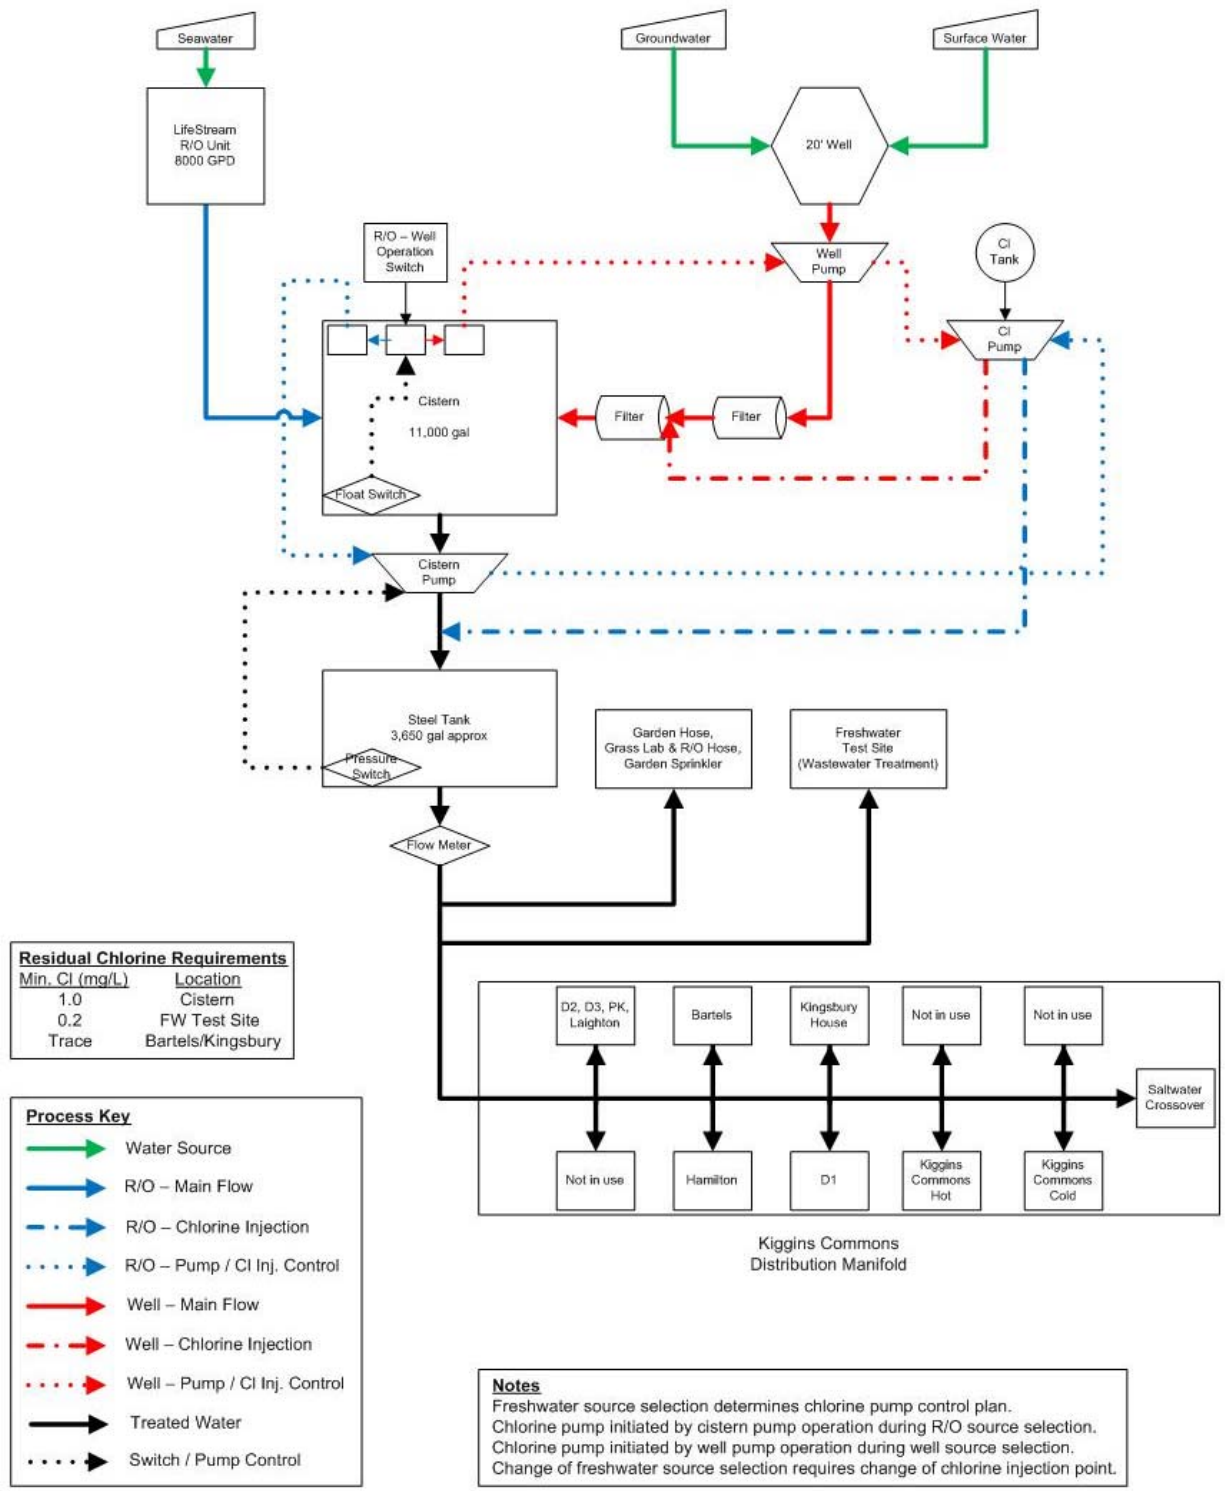 Seawater
Groundwater
Surface Water
LifeStream
R/O Unit
8000 GPD
20' Well
R/O – Well
Operation
Switch
Well
Pump
Cl
Tank
Cl
Pump
Cistern
11,000 gal
Filter
Filter
Float Switch
Cistern
Pump
Steel Tank
3,650 gal approx
Pressure
Switch
Garden Hose,
Grass Lab & R/O Hose,
Garden Sprinkler
Freshwater
Test Site
(Wastewater Treatment)
Flow Meter
Residual Chlorine Requirements
Min. Cl (mg/L) Location
1.0 Cistern
0.2 FW Test Site
Trace Bartels/Kingsbury
D2, D3, PK,
Laighton
Bartels
Kingsbury
House
Not in use
Not in use
Saltwater
Crossover
Not in use
Hamilton
D1
Kiggins
Commons
Hot
Kiggins
Commons
Cold
Kiggins Commons
Distribution Manifold
Process Key
Water Source
R/O – Main Flow
R/O – Chlorine Injection
R/O – Pump / Cl Inj. Control
Well – Main Flow
Well – Chlorine Injection
Well – Pump / Cl Inj. Control
Treated Water
Switch / Pump Control
Notes
Freshwater source selection determines chlorine pump control plan.
Chlorine pump initiated by cistern pump operation during R/O source selection.
Chlorine pump initiated by well pump operation during well source selection.
Change of freshwater source selection requires change of chlorine injection point.